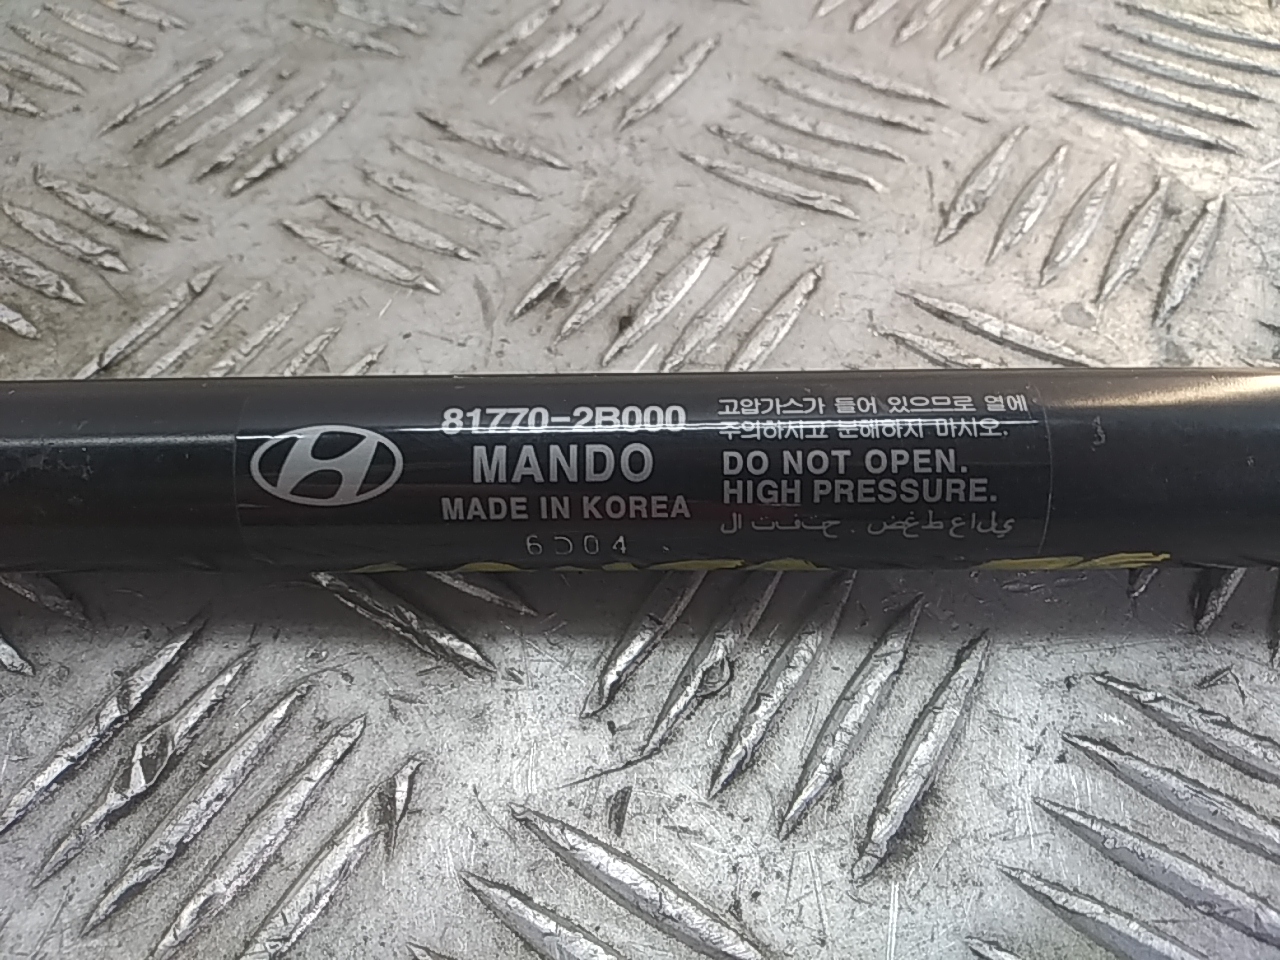 81770-2B000
MANDO
MADE IN KOREA
고압가스가 들어 있으므로 열에
주의하시고 분해하지 마시오.
DO NOT OPEN.
HIGH PRESSURE.